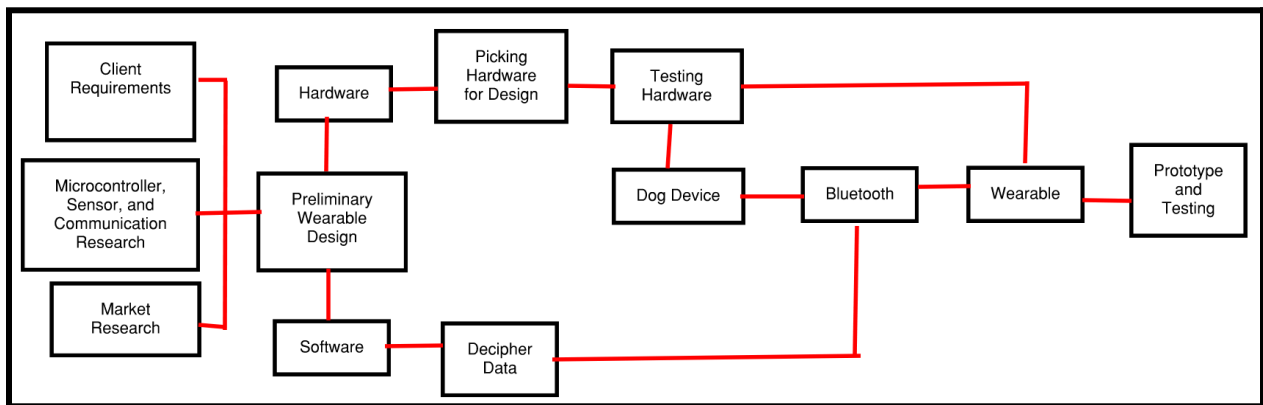 Client
Requirements
Microcontroller,
Sensor, and
Communication
Research
Market
Research
Preliminary
Wearable
Design
Hardware
Picking
Hardware
for Design
Testing
Hardware
Software
Decipher
Data
Dog Device
Bluetooth
Wearable
Prototype
and
Testing